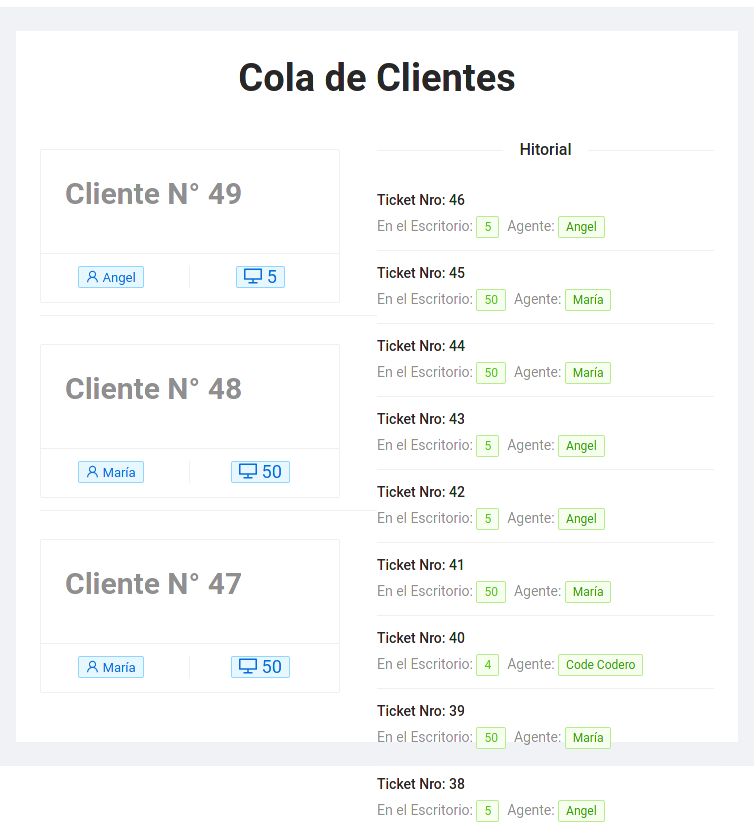 Cola de Clientes
Cliente N° 49
Angel
5
Cliente N° 48
María
50
Cliente N° 47
María
50
Hitorial
Ticket Nro: 46
En el Escritorio: 5 Agente: Angel
Ticket Nro: 45
En el Escritorio: 50 Agente: María
Ticket Nro: 44
En el Escritorio: 50 Agente: María
Ticket Nro: 43
En el Escritorio: 5 Agente: Angel
Ticket Nro: 42
En el Escritorio: 5 Agente: Angel
Ticket Nro: 41
En el Escritorio: 50 Agente: María
Ticket Nro: 40
En el Escritorio: 4 Agente: Code Codero
Ticket Nro: 39
En el Escritorio: 50 Agente: María
Ticket Nro: 38
En el Escritorio: 5 Agente: Angel